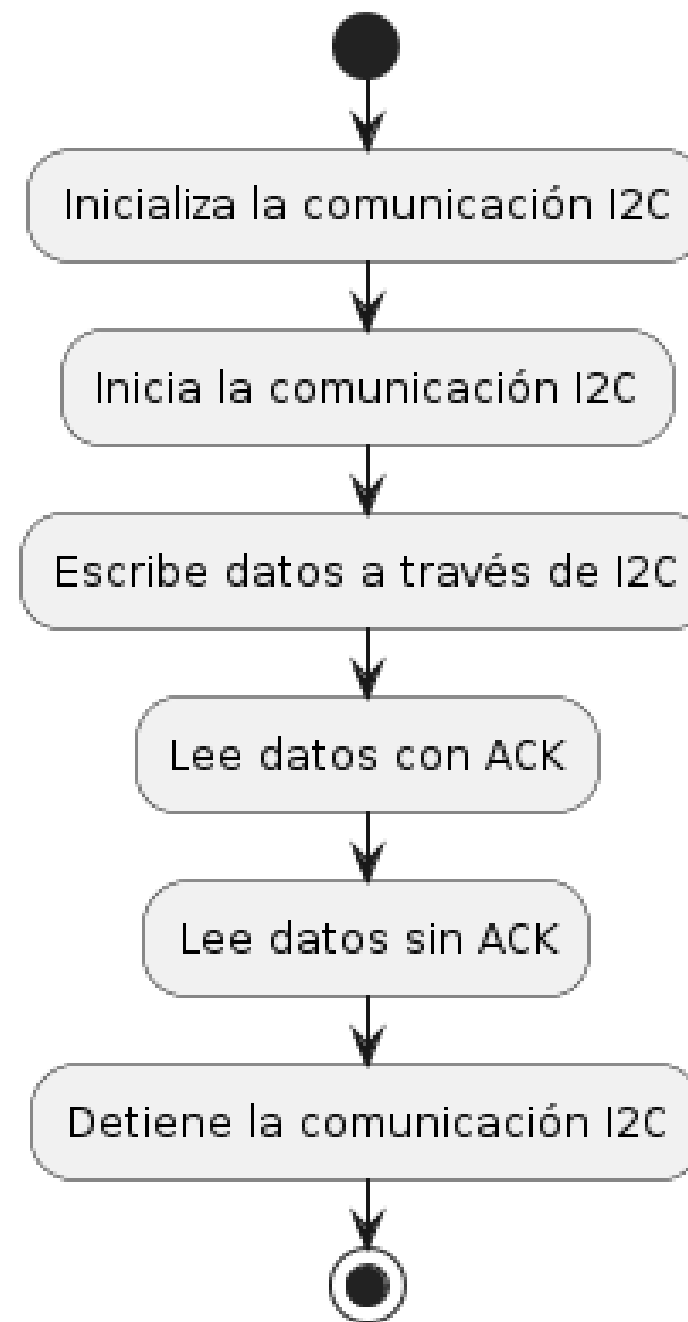 Inicializa la comunicación I2C
Inicia la comunicación I2C
Escribe datos a través de I2C
Lee datos con ACK
Lee datos sin ACK
Detiene la comunicación I2C